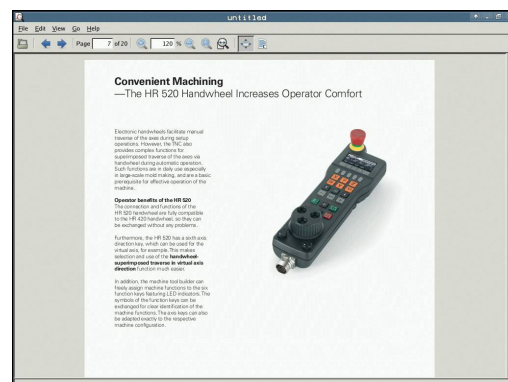 untitled
File Edit View Go Help
Page 7 of 20 120 %
Convenient Machining
—The HR 520 Handwheel Increases Operator Comfort
Electronic handwheels facilitate manual
traverse of the axes during setup
operations. However, the TNC also
provides complex functions for
superimposed traverse of the axes via
handwheel during automatic operation.
Such functions are in daily use especially
in large-scale mold making, and are a basic
prerequisite for effective operation of the
machine.
Operator benefits of the HR 520
The connection and functions of the
HR 520 handwheel are fully compatible
to the HR 420 handwheel, so they can
be exchanged without any problems.
Furthermore, the HR 520 has a sixth axis
direction key, which can be used for the
virtual axis, for example. This makes
selection and use of the handwheel-
superimposed traverse in virtual axis
direction function much easier.
In addition, the machine tool builder can
freely assign machine functions to the six
function keys featuring LED indicators. The
symbols of the function keys can be
exchanged for clear identification of the
machine functions. The axis keys can also
be adapted exactly to the respective
machine configuration.